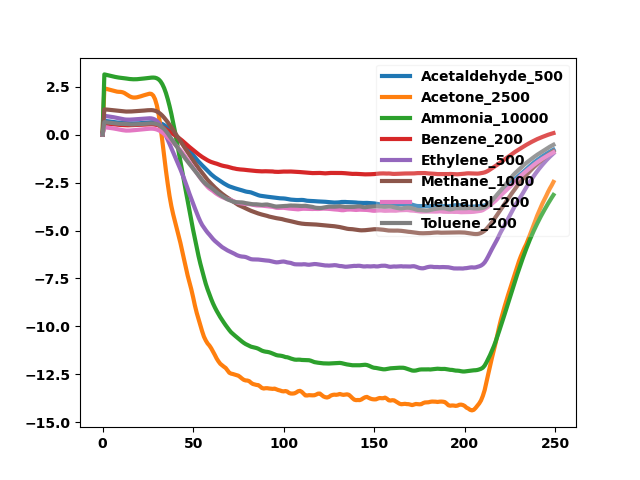 2.5
0.0
−2.5
−5.0
−7.5
−10.0
−12.5
−15.0
0 50 100 150 200 250
Acetaldehyde_500
Acetone_2500
Ammonia_10000
Benzene_200
Ethylene_500
Methane_1000
Methanol_200
Toluene_200